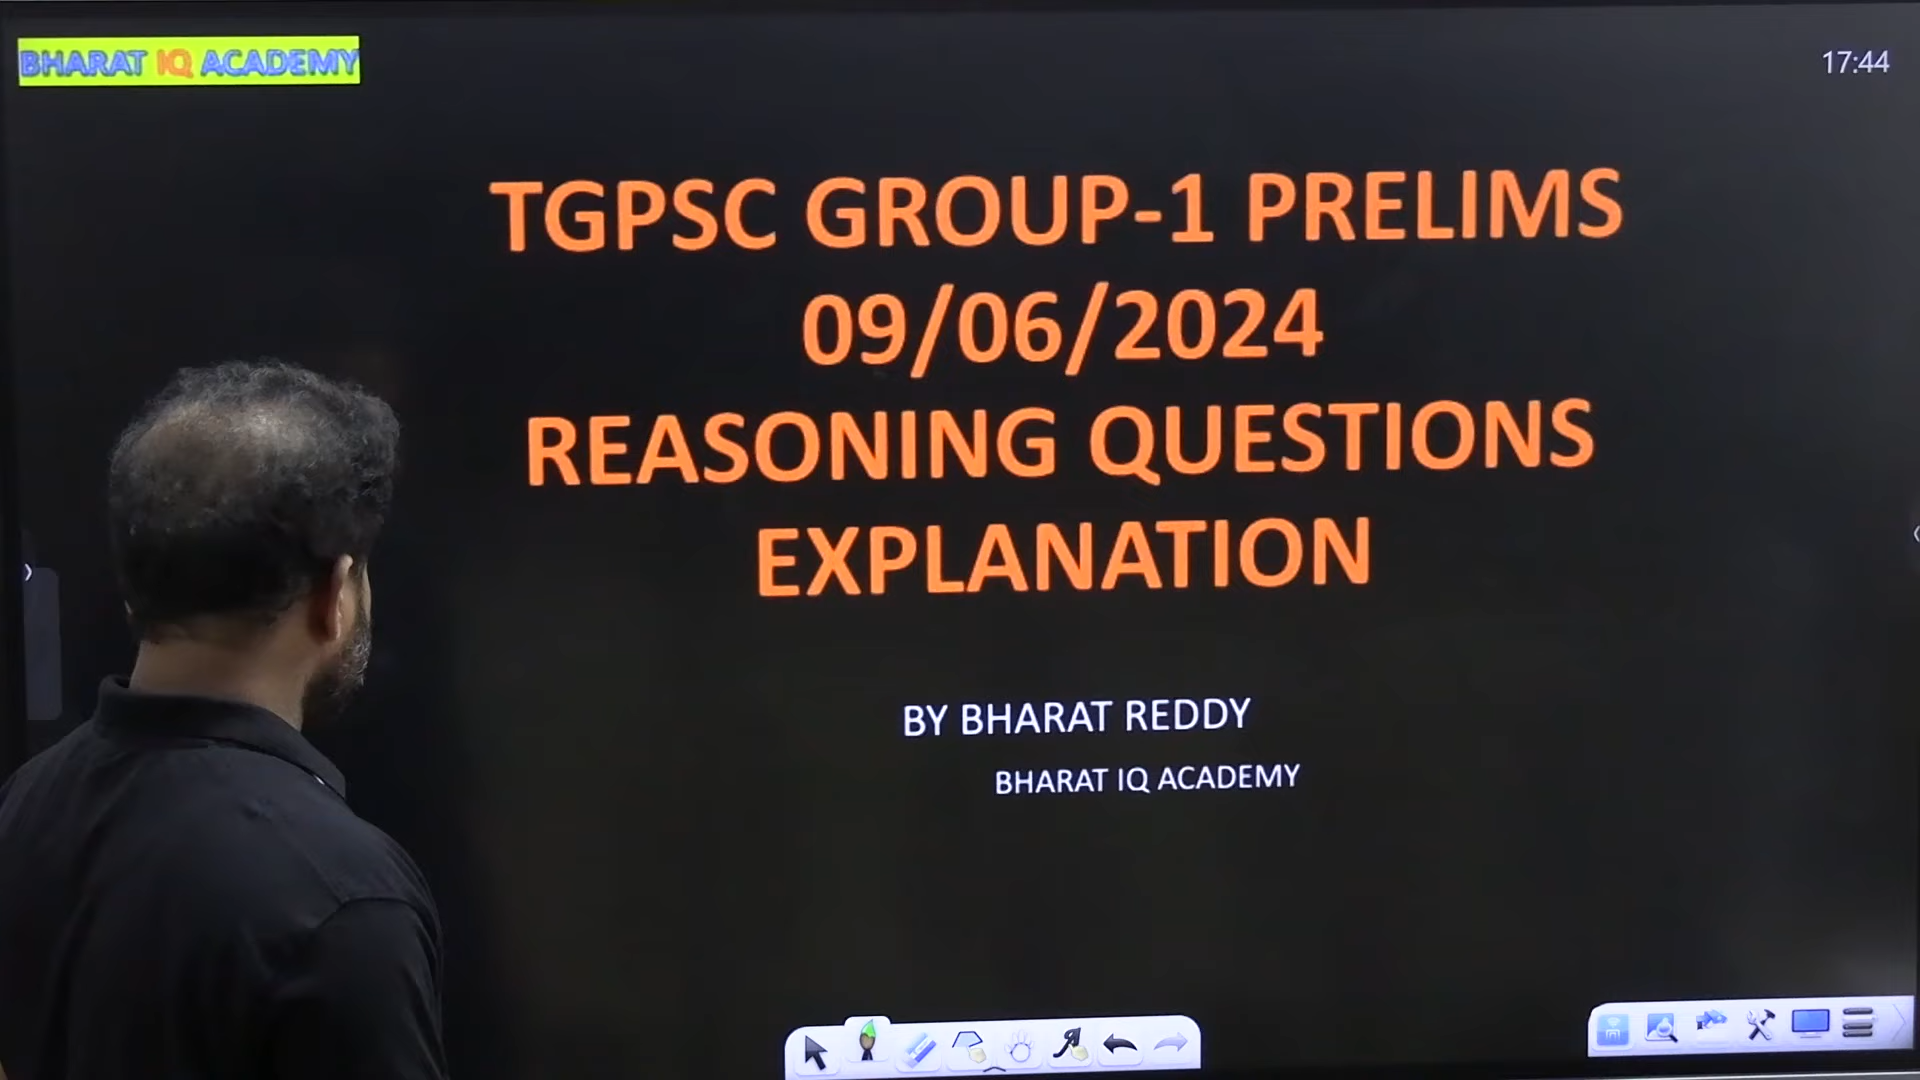 BHARAT IQ ACADEMY
17:44
TGPSC GROUP-1 PRELIMS
09/06/2024
REASONING QUESTIONS
EXPLANATION
BY BHARAT REDDY
BHARAT IQ ACADEMY